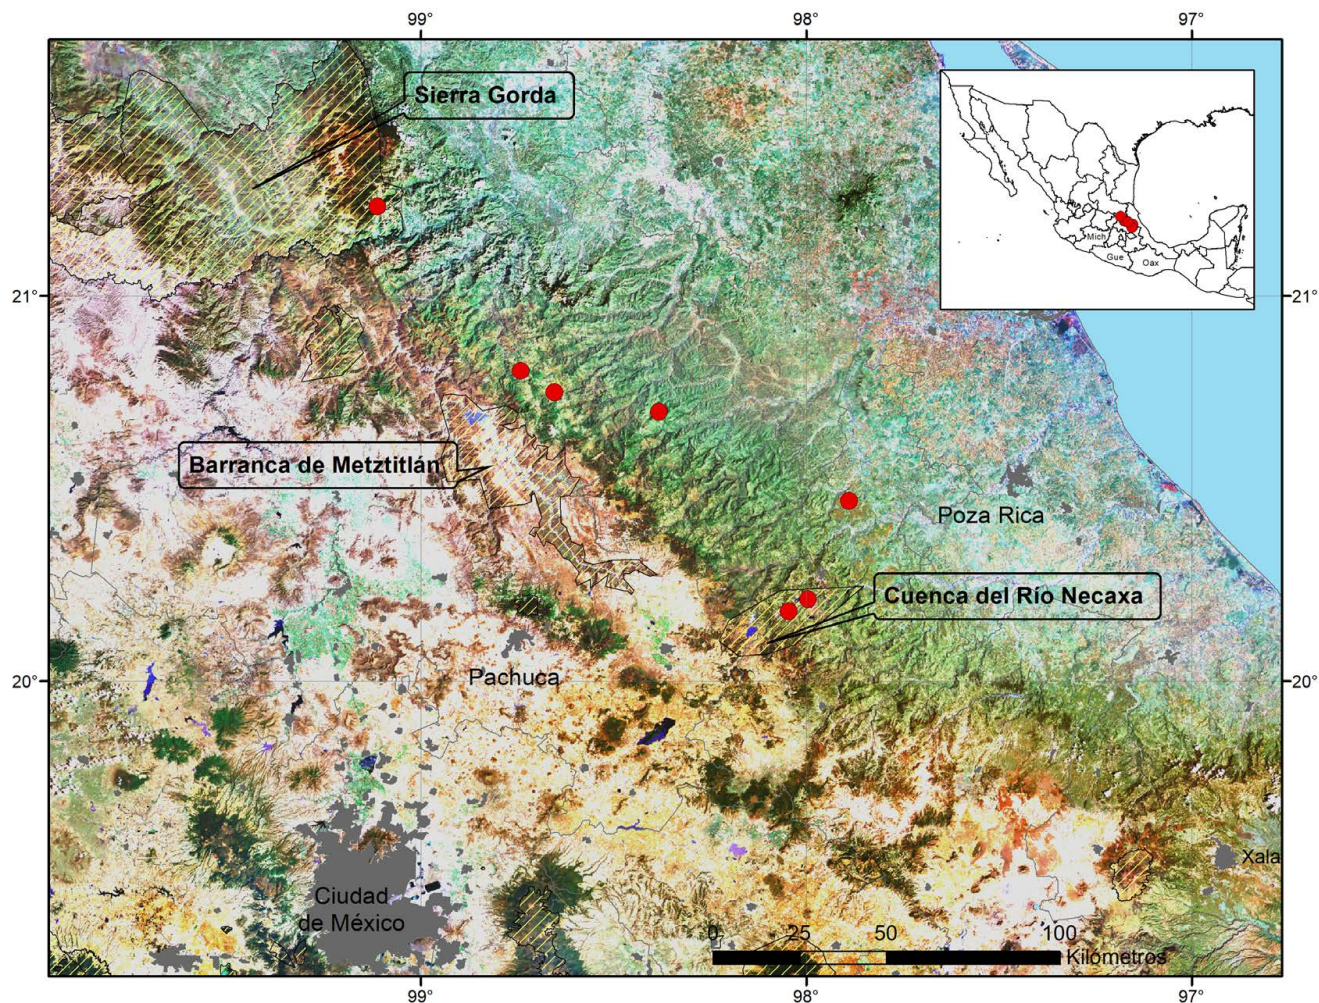 99°
98°
97°
Sierra Gorda
Mich
Gue
Oax
21°
21°
Barranca de Metztitlán
Poza Rica
Cuenca del Río Necaxa
Pachuca
20°
20°
Xala
Ciudad
de México
0 25 50 100
Kilómetros
99°
98°
97°